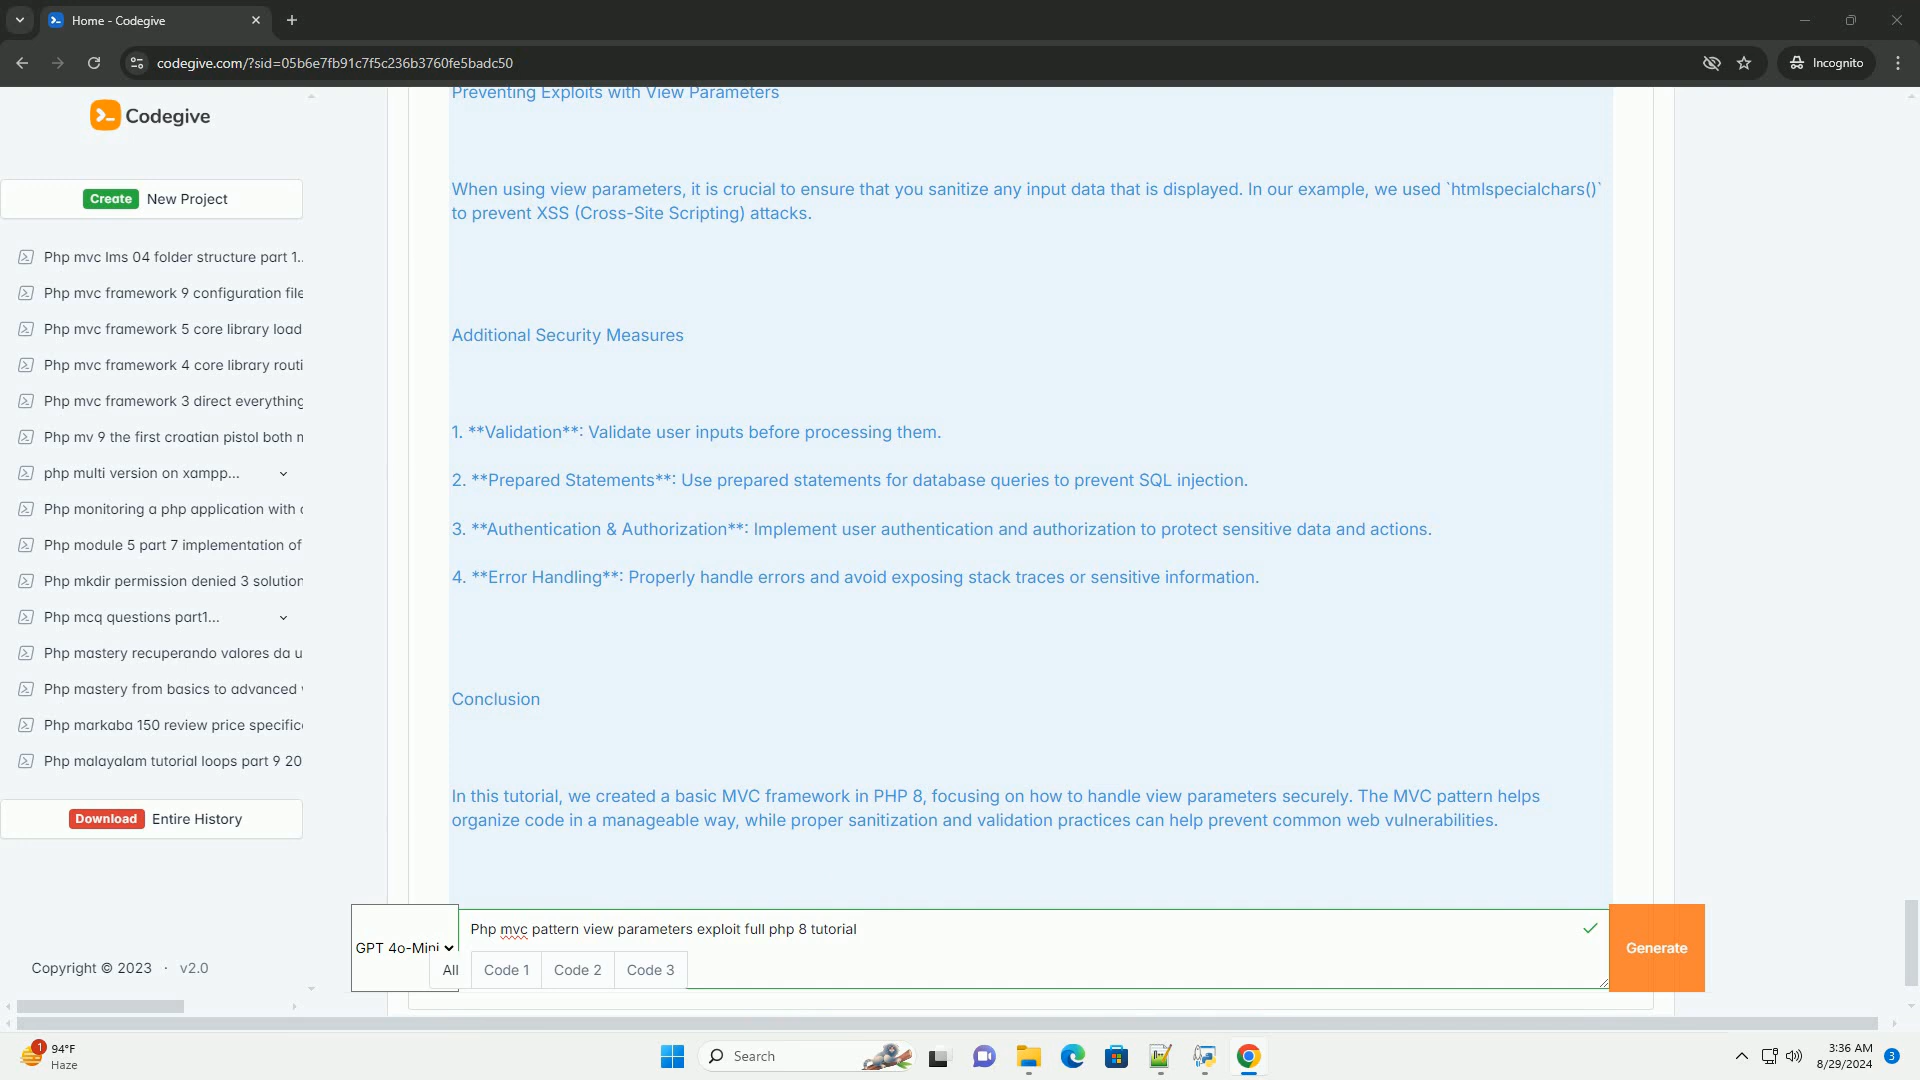 Home - Codegive
codegive.com/?sid=05b6e7fb91c7f5c236b3760fe5badc50
Incognito
Codegive
Create New Project
Php mvc lms 04 folder structure part 1..
Php mvc framework 9 configuration file
Php mvc framework 5 core library load
Php mvc framework 4 core library routi
Php mvc framework 3 direct everything
Php mv 9 the first croatian pistol both m
php multi version on xampp...
Php monitoring a php application with
Php module 5 part 7 implementation of
Php mkdir permission denied 3 solution
Php mcq questions part1...
Php mastery recuperando valores da u
Php mastery from basics to advanced
Php markaba 150 review price specific
Php malayalam tutorial loops part 9 20
Download Entire History
Copyright © 2023 · v2.0
Preventing Exploits with View Parameters
When using view parameters, it is crucial to ensure that you sanitize any input data that is displayed. In our example, we used `htmlspecialchars()`
to prevent XSS (Cross-Site Scripting) attacks.
Additional Security Measures
1. **Validation**: Validate user inputs before processing them.
2. **Prepared Statements**: Use prepared statements for database queries to prevent SQL injection.
3. **Authentication & Authorization**: Implement user authentication and authorization to protect sensitive data and actions.
4. **Error Handling**: Properly handle errors and avoid exposing stack traces or sensitive information.
Conclusion
In this tutorial, we created a basic MVC framework in PHP 8, focusing on how to handle view parameters securely. The MVC pattern helps
organize code in a manageable way, while proper sanitization and validation practices can help prevent common web vulnerabilities.
GPT 4o-Mini
Php mvc pattern view parameters exploit full php 8 tutorial
All Code 1 Code 2 Code 3
Generate
1
94°F
Haze
Search
3:36 AM
8/29/2024
3